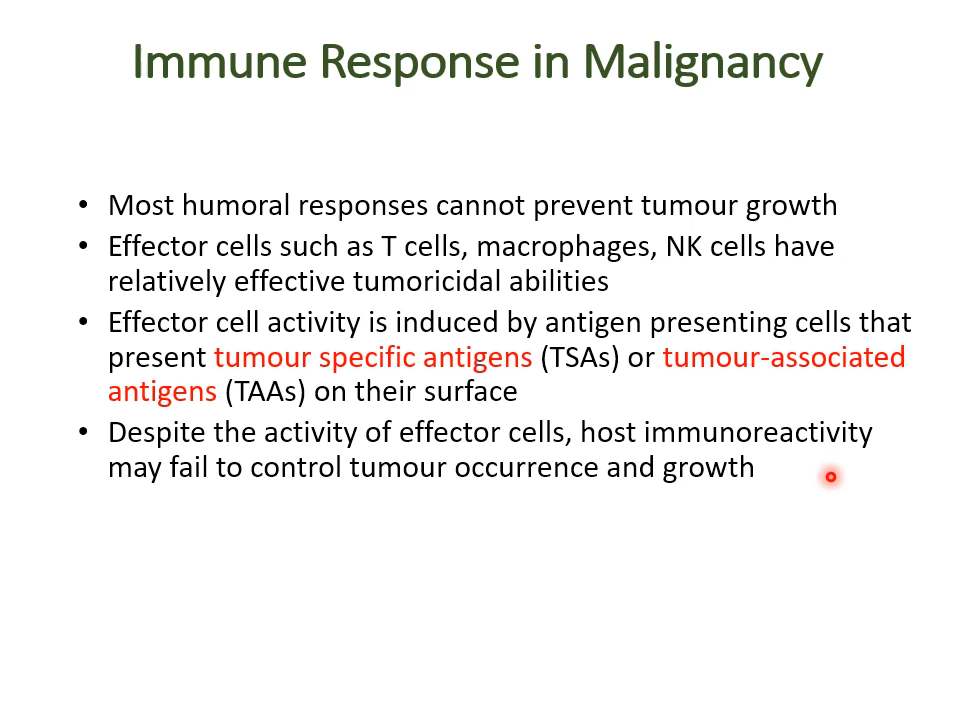 Immune Response in Malignancy
• Most humoral responses cannot prevent tumour growth
• Effector cells such as T cells, macrophages, NK cells have
relatively effective tumoricidal abilities
• Effector cell activity is induced by antigen presenting cells that
present tumour specific antigens (TSAs) or tumour-associated
antigens (TAAs) on their surface
• Despite the activity of effector cells, host immunoreactivity
may fail to control tumour occurrence and growth